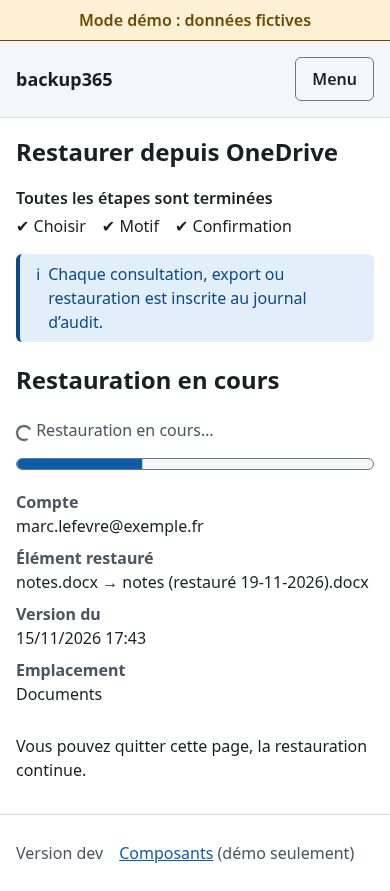 Mode démo : données fictives
backup365
Menu
Restaurer depuis OneDrive
Toutes les étapes sont terminées
✔ Choisir ✔ Motif ✔ Confirmation
i Chaque consultation, export ou
restauration est inscrite au journal
d’audit.
Restauration en cours
Restauration en cours...
Compte
marc.lefevre@exemple.fr
Élément restauré
notes.docx → notes (restauré 19-11-2026).docx
Version du
15/11/2026 17:43
Emplacement
Documents
Vous pouvez quitter cette page, la restauration
continue.
Version dev Composants (démo seulement)